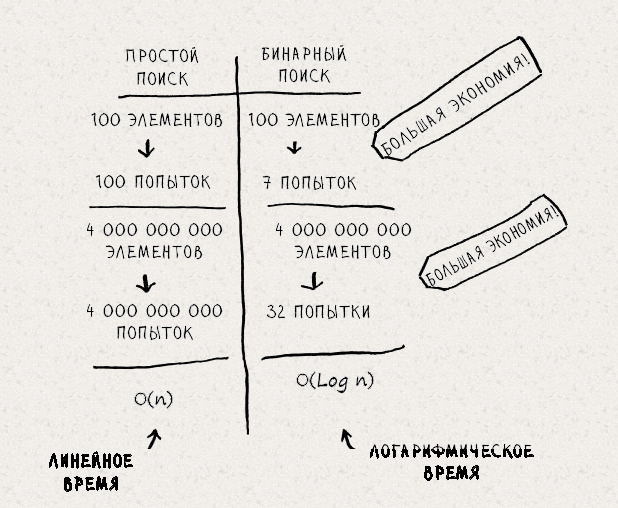 ПРОСТОЙ
ПОИСК
100 ЭЛЕМЕНТОВ
100 ПОПЫТОК
4 000 000 000
ЭЛЕМЕНТОВ
4 000 000 000
ПОПЫТОК
O(n)
ЛИНЕЙНОЕ
ВРЕМЯ
БИНАРНЫЙ
ПОИСК
100 ЭЛЕМЕНТОВ
7 ПОПЫТОК
4 000 000 000
ЭЛЕМЕНТОВ
32 ПОПЫТКИ
O(Log n)
ЛОГАРИФМИЧЕСКОЕ
ВРЕМЯ
БОЛЬШАЯ ЭКОНОМИЯ!
БОЛЬШАЯ ЭКОНОМИЯ!